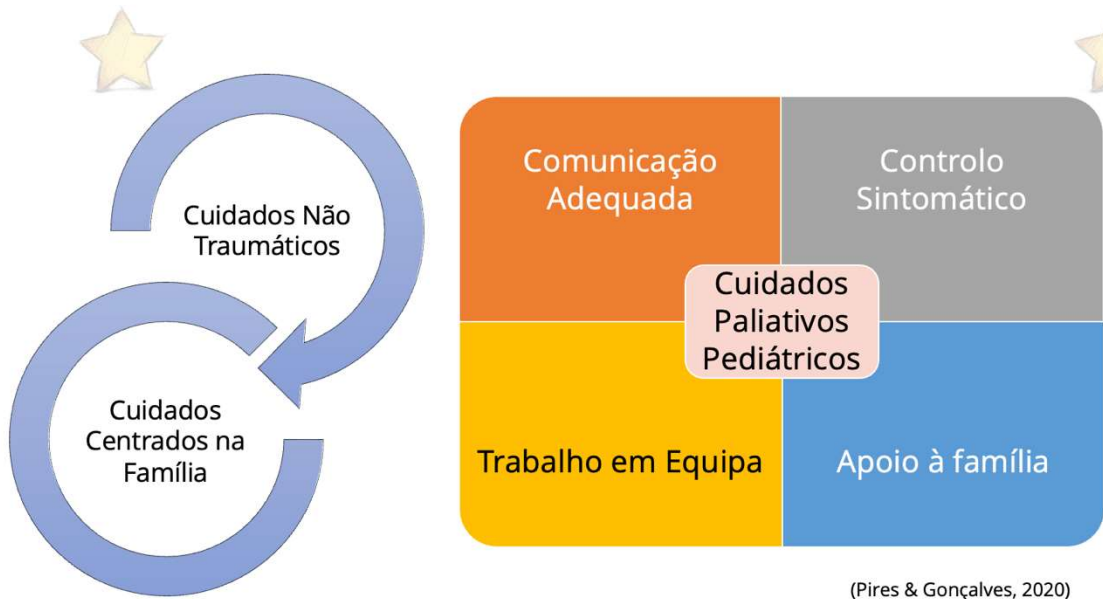 Cuidados Não
Traumáticos
Cuidados
Centrados na
Família
Comunicação
Adequada
Controlo
Sintomático
Cuidados
Paliativos
Pediátricos
Trabalho em Equipa
Apoio à família
(Pires & Gonçalves, 2020)